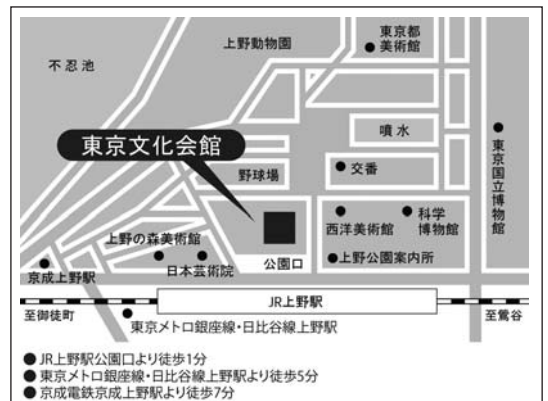 上野動物園
東京都
美術館
不忍池
噴水
東京文化会館
交番
野球場
東京国立博物館
上野の森美術館
西洋美術館
科学
博物館
京成上野駅
日本芸術院
公園口
上野公園案内所
JR上野駅
至御徒町
至鶯谷
東京メトロ銀座線・日比谷線上野駅
● JR上野駅公園口より徒歩1分
● 東京メトロ銀座線・日比谷線上野駅より徒歩5分
● 京成電鉄京成上野駅より徒歩7分